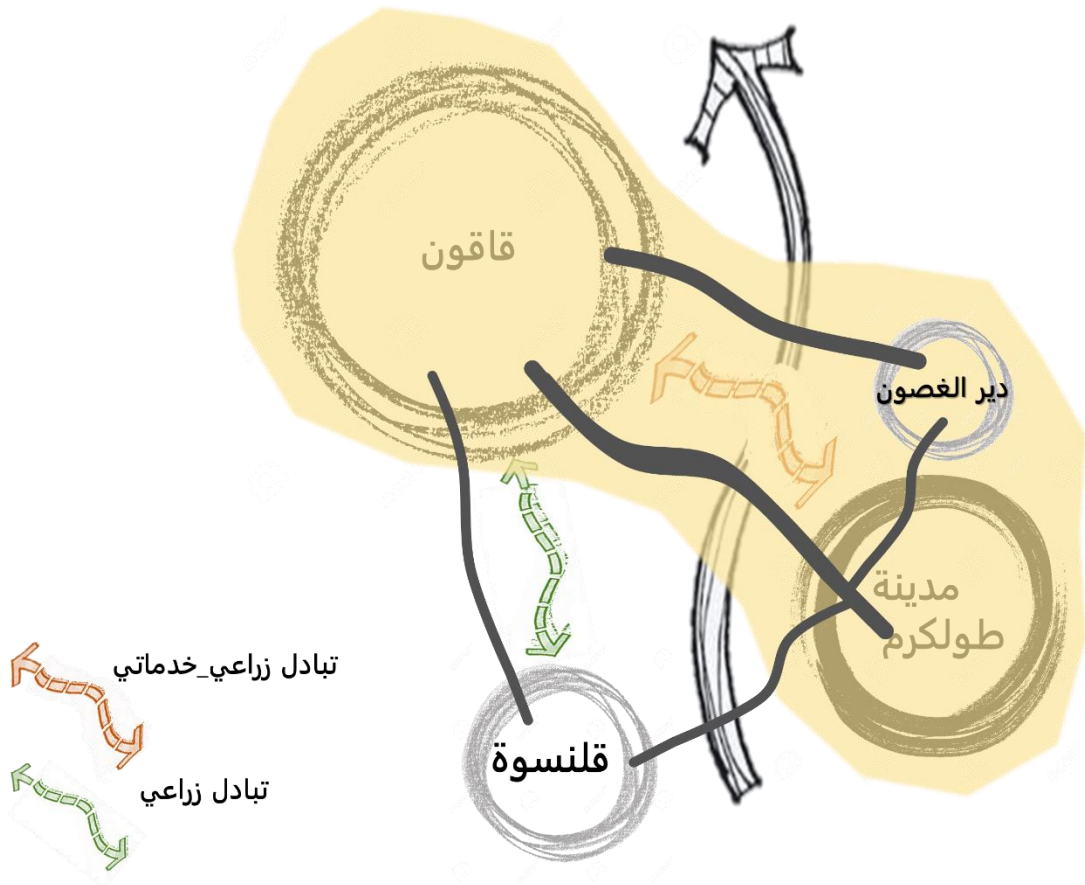 قاقون
دير الغصون
مدينة
طولكرم
قلنسوة
تبادل زراعي_خدماتي
تبادل زراعي